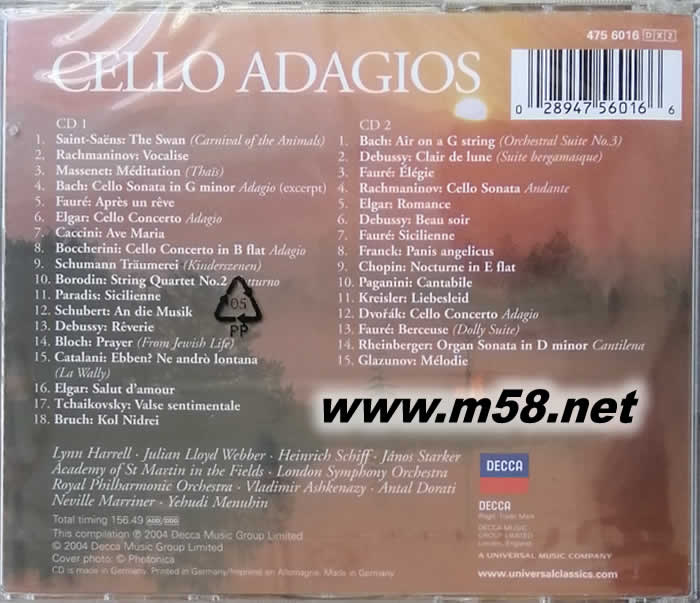 475 6016 DX2
CELLO ADAGIOS
0 28947 56016 6
CD 1
1. Saint-Saëns: The Swan (Carnival of the Animals)
2. Rachmaninov: Vocalise
3. Massenet: Méditation (Thaïs)
4. Bach: Cello Sonata in G minor Adagio (excerpt)
5. Fauré: Après un rêve
6. Elgar: Cello Concerto Adagio
7. Caccini: Ave Maria
8. Boccherini: Cello Concerto in B flat Adagio
9. Schumann Träumerei (Kinderszenen)
10. Borodin: String Quartet No.2 Notturno
11. Paradis: Sicilienne
12. Schubert: An die Musik
13. Debussy: Rêverie
14. Bloch: Prayer (From Jewish Life)
15. Catalani: Ebben? Ne andrò lontana
(La Wally)
16. Elgar: Salut d'amour
17. Tchaikovsky: Valse sentimentale
18. Bruch: Kol Nidrei
CD 2
1. Bach: Air on a G string (Orchestral Suite No.3)
2. Debussy: Clair de lune (Suite bergamasque)
3. Fauré: Élégie
4. Rachmaninov: Cello Sonata Andante
5. Elgar: Romance
6. Debussy: Beau soir
7. Fauré: Sicilienne
8. Franck: Panis angelicus
9. Chopin: Nocturne in E flat
10. Paganini: Cantabile
11. Kreisler: Liebesleid
12. Dvořák: Cello Concerto Adagio
13. Fauré: Berceuse (Dolly Suite)
14. Rheinberger: Organ Sonata in D minor Cantilena
15. Glazunov: Mélodie
05
PP
www.m58.net
Lynn Harrell · Julian Lloyd Webber · Heinrich Schiff · János Starker
Academy of St Martin in the Fields · London Symphony Orchestra
Royal Philharmonic Orchestra · Vladimir Ashkenazy · Antal Dorati
Neville Marriner · Yehudi Menuhin
Total timing 156.49 ADD/DDD
This compilation ℗ 2004 Decca Music Group Limited
© 2004 Decca Music Group Limited
Cover photo: © Photonica
CD is made in Germany. Printed in Germany/Imprimé en Allemagne. Made in Germany
DECCA
DECCA
Regd. Trade Mark
DECCA MUSIC
GROUP LIMITED
London, England
A UNIVERSAL MUSIC COMPANY
www.universalclassics.com